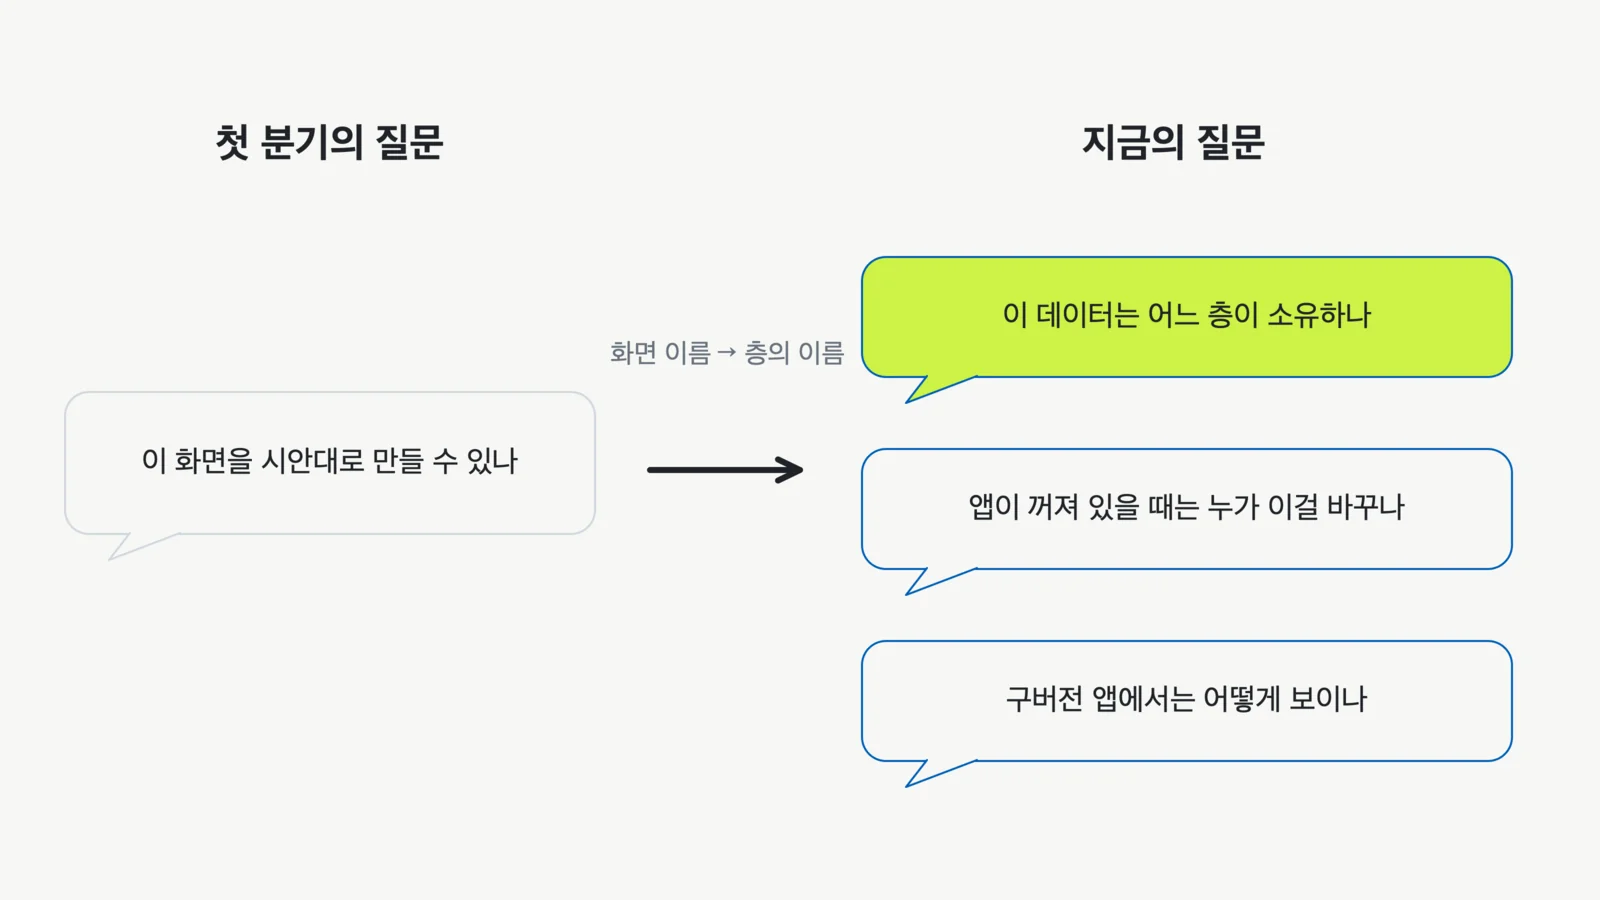 첫 분기의 질문
이 화면을 시안대로 만들 수 있나
화면 이름 → 층의 이름
지금의 질문
이 데이터는 어느 층이 소유하나
앱이 꺼져 있을 때는 누가 이걸 바꾸나
구버전 앱에서는 어떻게 보이나